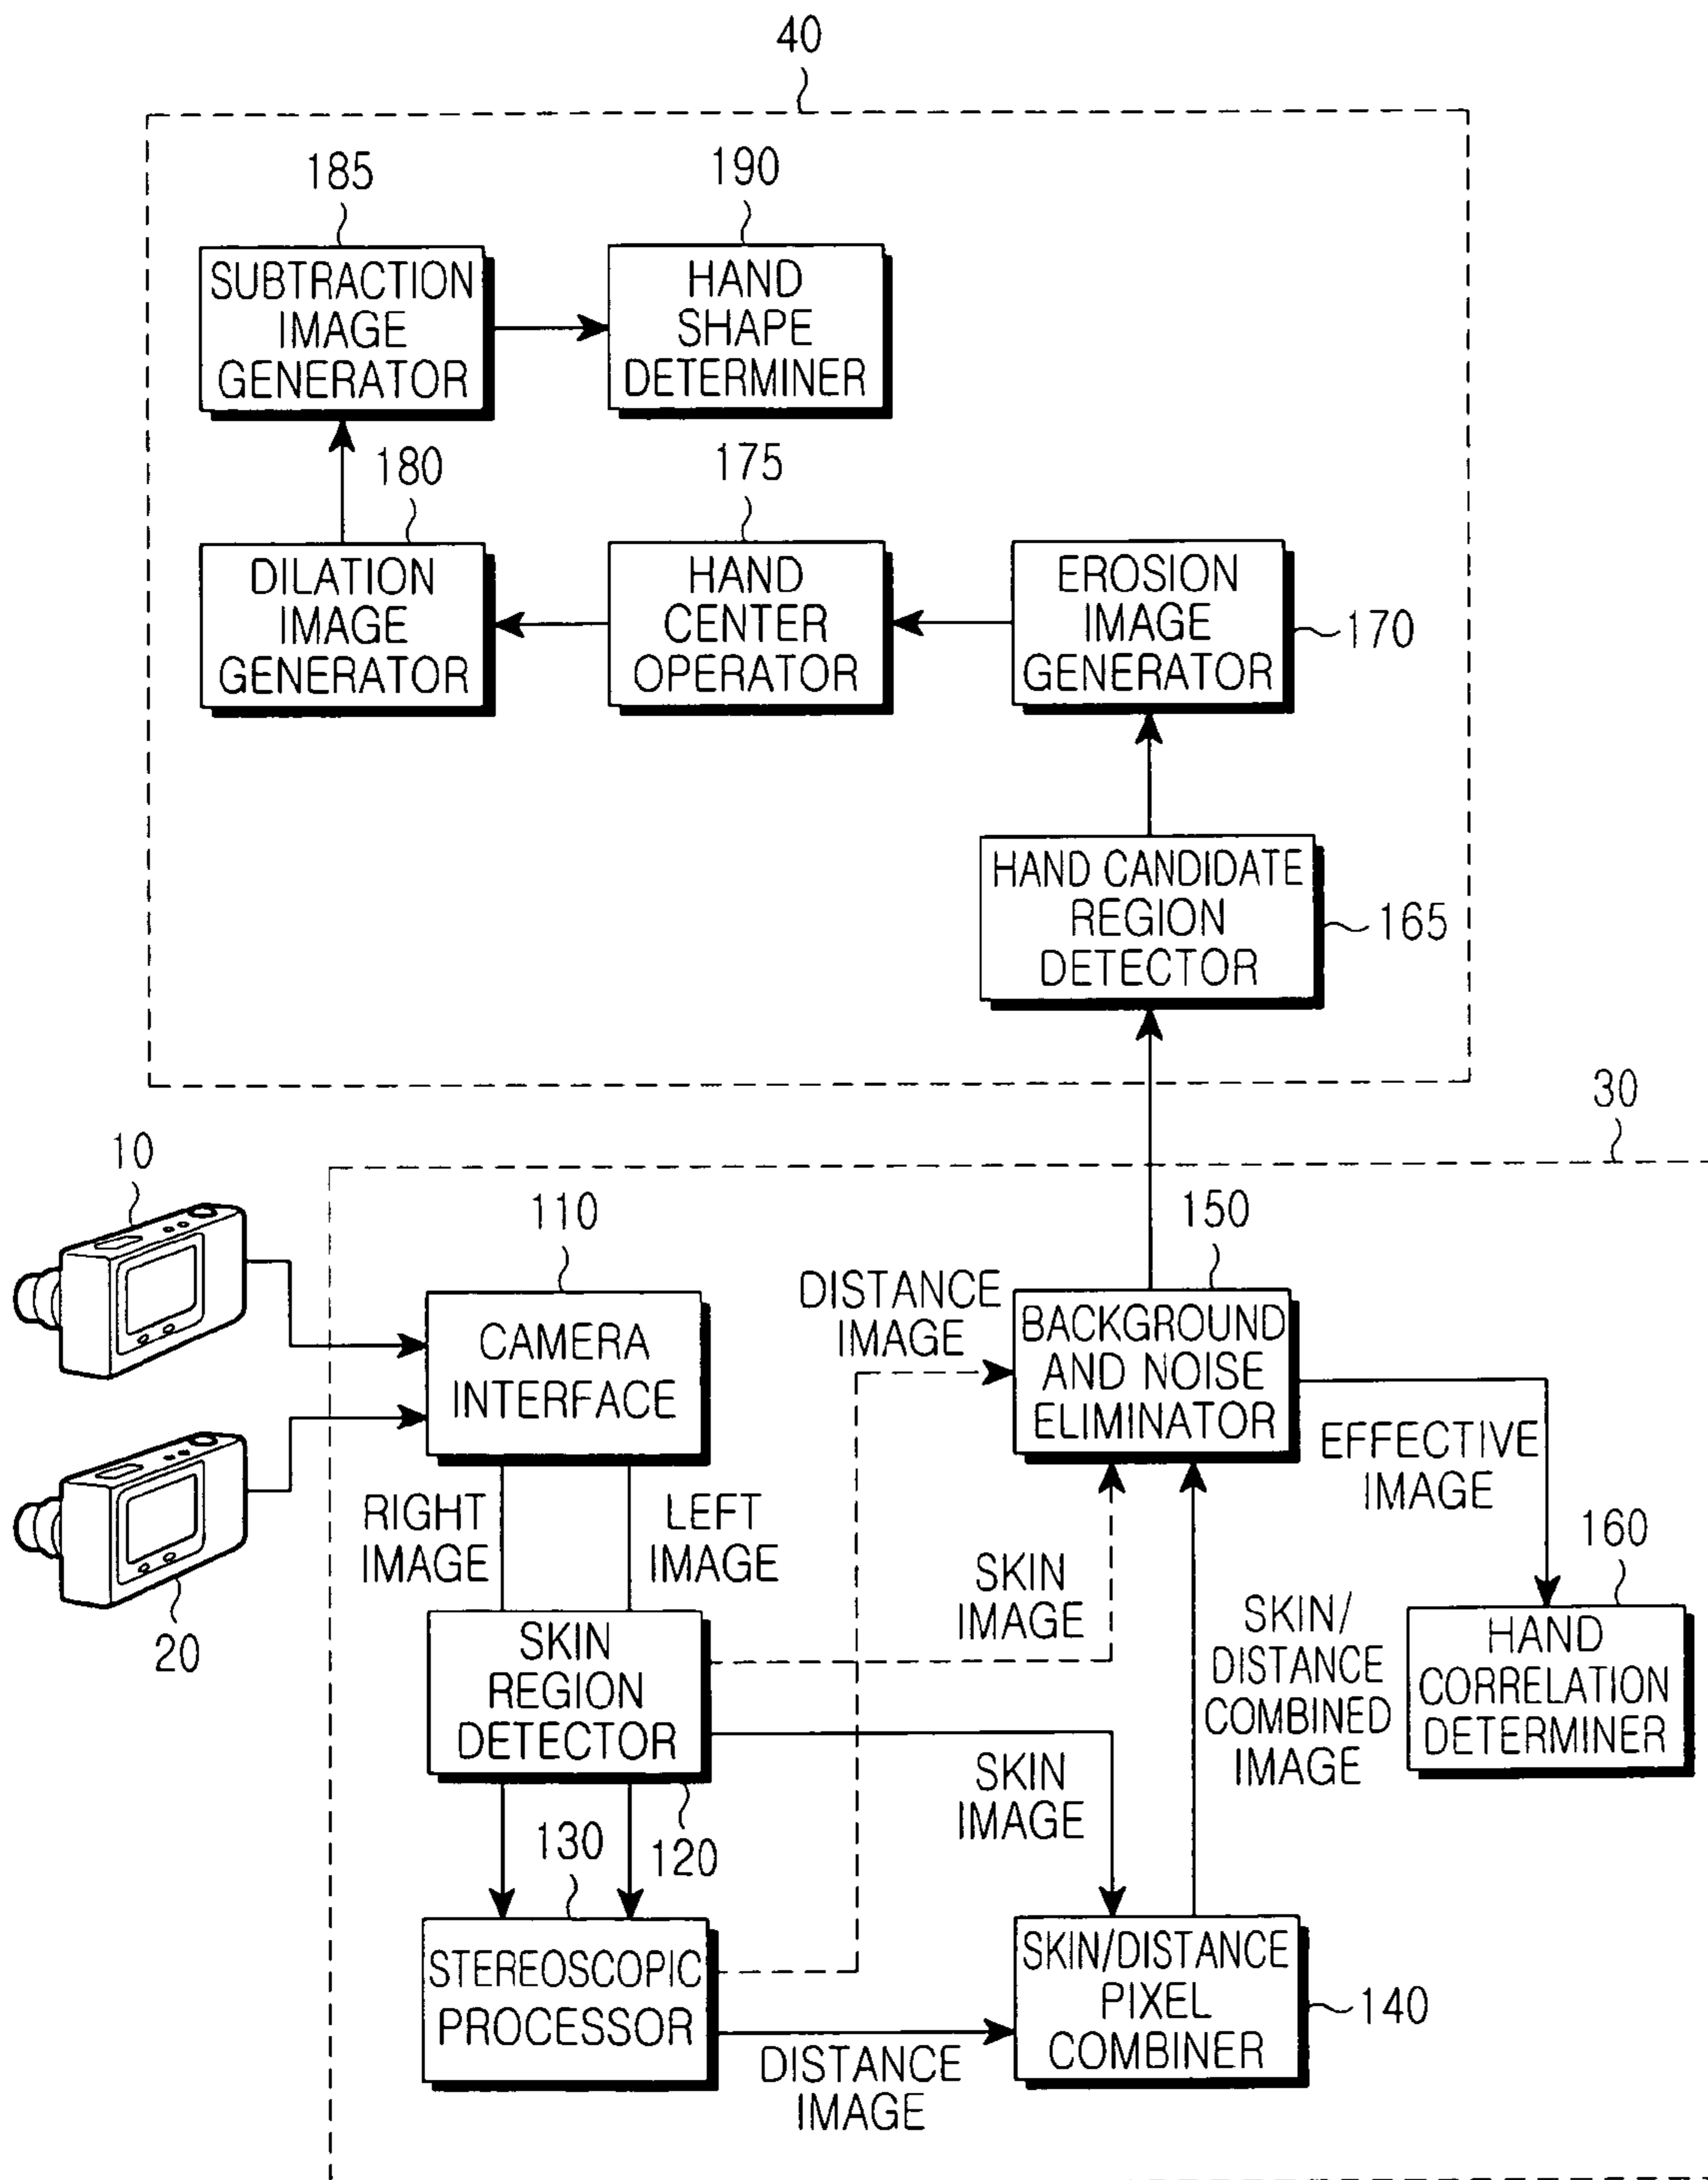 40
185
190
SUBTRACTION
IMAGE
GENERATOR
HAND
SHAPE
DETERMINER
180
175
DILATION
IMAGE
GENERATOR
HAND
CENTER
OPERATOR
EROSION
IMAGE
GENERATOR
170
HAND CANDIDATE
REGION
DETECTOR
165
30
10
20
110
CAMERA
INTERFACE
150
DISTANCE
IMAGE
BACKGROUND
AND NOISE
ELIMINATOR
EFFECTIVE
IMAGE
RIGHT
IMAGE
LEFT
IMAGE
SKIN
IMAGE
160
SKIN
REGION
DETECTOR
SKIN/
DISTANCE
COMBINED
IMAGE
HAND
CORRELATION
DETERMINER
SKIN
IMAGE
130
120
STEREOSCOPIC
PROCESSOR
SKIN/DISTANCE
PIXEL
COMBINER
140
DISTANCE
IMAGE